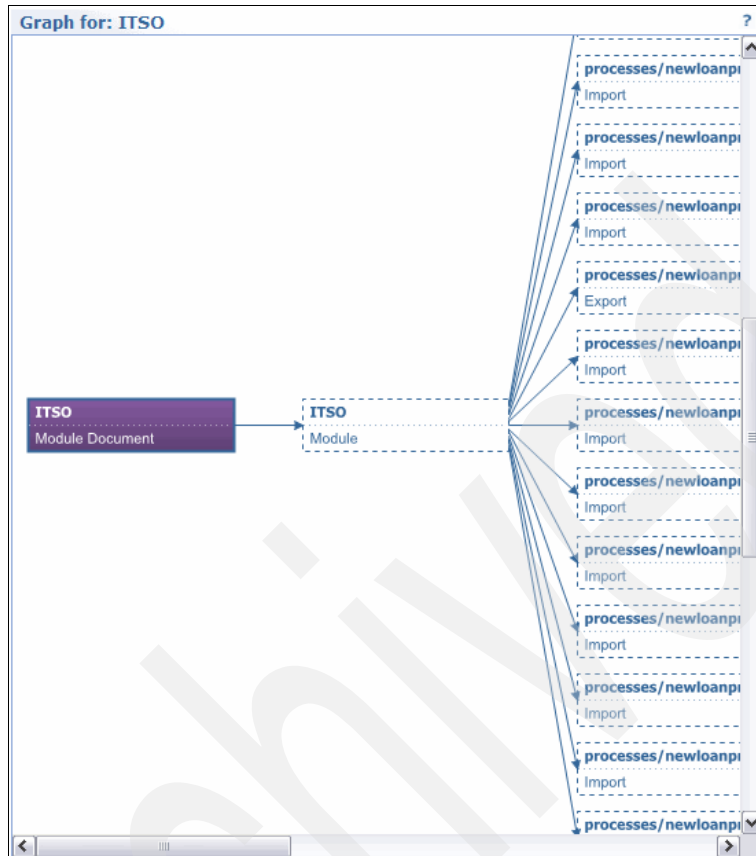 Graph for: ITSO
?
processes/newloanpr
Import
processes/newloanpr
Import
processes/newloanpr
Import
processes/newloanpr
Export
processes/newloanpr
Import
ITSO
Module Document
ITSO
Module
processes/newloanpr
Import
processes/newloanpr
Import
processes/newloanpr
Import
processes/newloanpr
Import
processes/newloanpr
Import
processes/newloanpr
Import
processes/newloanpr